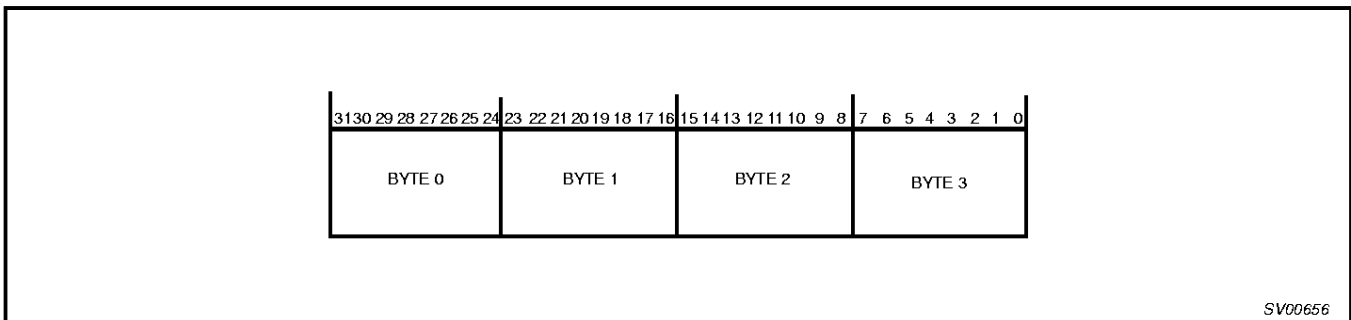 31 30 29 28 27 26 25 24 23 22 21 20 19 18 17 16 15 14 13 12 11 10 9 8 7 6 5 4 3 2 1 0
BYTE 0 BYTE 1 BYTE 2 BYTE 3
SV00656